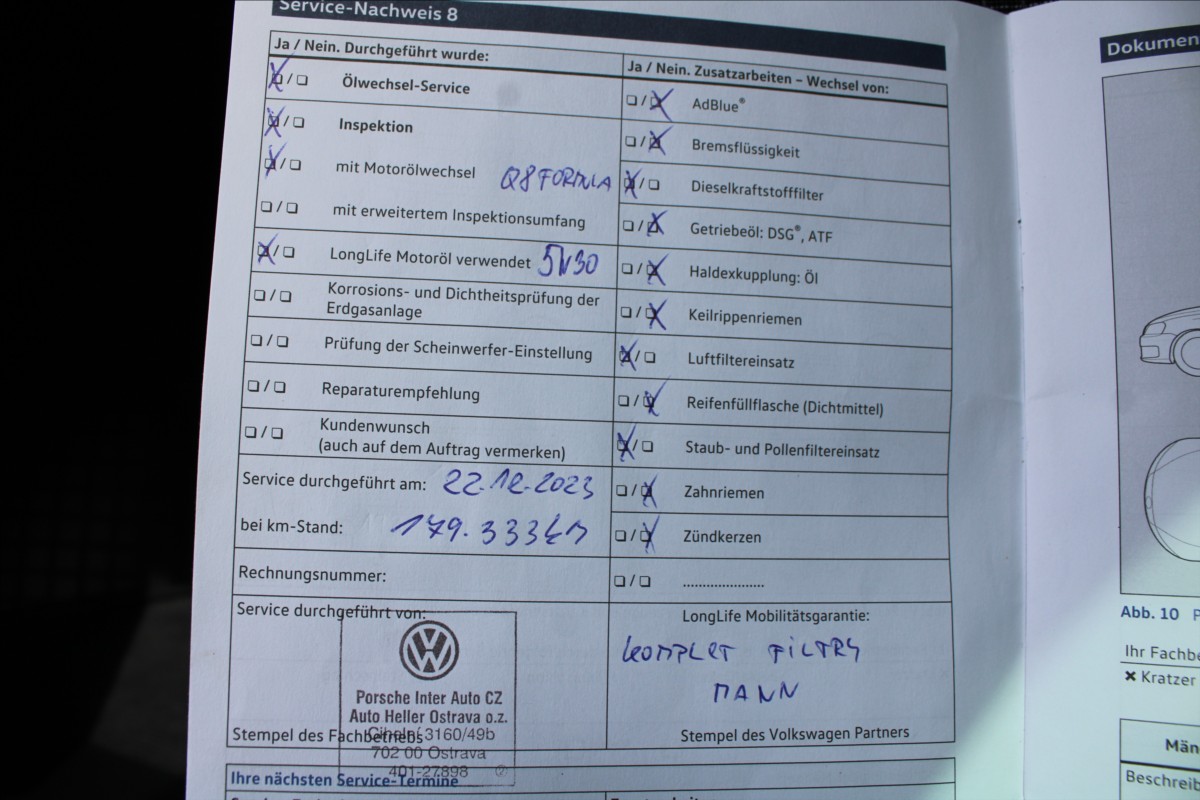 Service-Nachweis 8
Ja / Nein. Durchgeführt wurde:
Ölwechsel-Service
Inspektion
mit Motorölwechsel Q8 FORMULA
mit erweitertem Inspektionsumfang
LongLife Motoröl verwendet 5W30
Korrosions- und Dichtheitsprüfung der
Erdgasanlage
Prüfung der Scheinwerfer-Einstellung
Reparaturempfehlung
Kundenwunsch
(auch auf dem Auftrag vermerken)
Service durchgeführt am: 22.12.2023
bei km-Stand: 179.333km
Rechnungsnummer:
Service durchgeführt von:
Porsche Inter Auto CZ
Auto Heller Ostrava o.z.
3160/49b
Stempel des Fachbetriebs
702 00 Ostrava
401-27898
Ja / Nein. Zusatzarbeiten – Wechsel von:
AdBlue®
Bremsflüssigkeit
Dieselkraftstofffilter
Getriebeöl: DSG®, ATF
Haldexkupplung: Öl
Keilrippenriemen
Luftfiltereinsatz
Reifenfüllflasche (Dichtmittel)
Staub- und Pollenfiltereinsatz
Zahnriemen
Zündkerzen
.....................
LongLife Mobilitätsgarantie:
KOMPLET FILTRY
MANN
Stempel des Volkswagen Partners
Ihre nächsten Service-Termine
Dokumen
Abb. 10 P
Ihr Fachbe
✖ Kratzer
Män
Beschreib